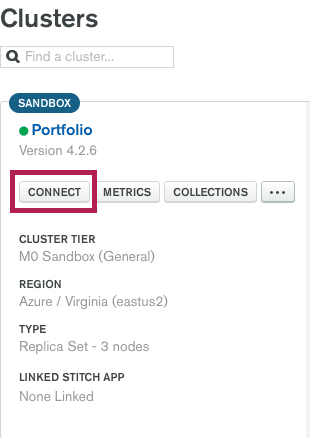 Clusters
Find a cluster...
SANDBOX
Portfolio
Version 4.2.6
CONNECT METRICS COLLECTIONS ...
CLUSTER TIER
M0 Sandbox (General)
REGION
Azure / Virginia (eastus2)
TYPE
Replica Set - 3 nodes
LINKED STITCH APP
None Linked